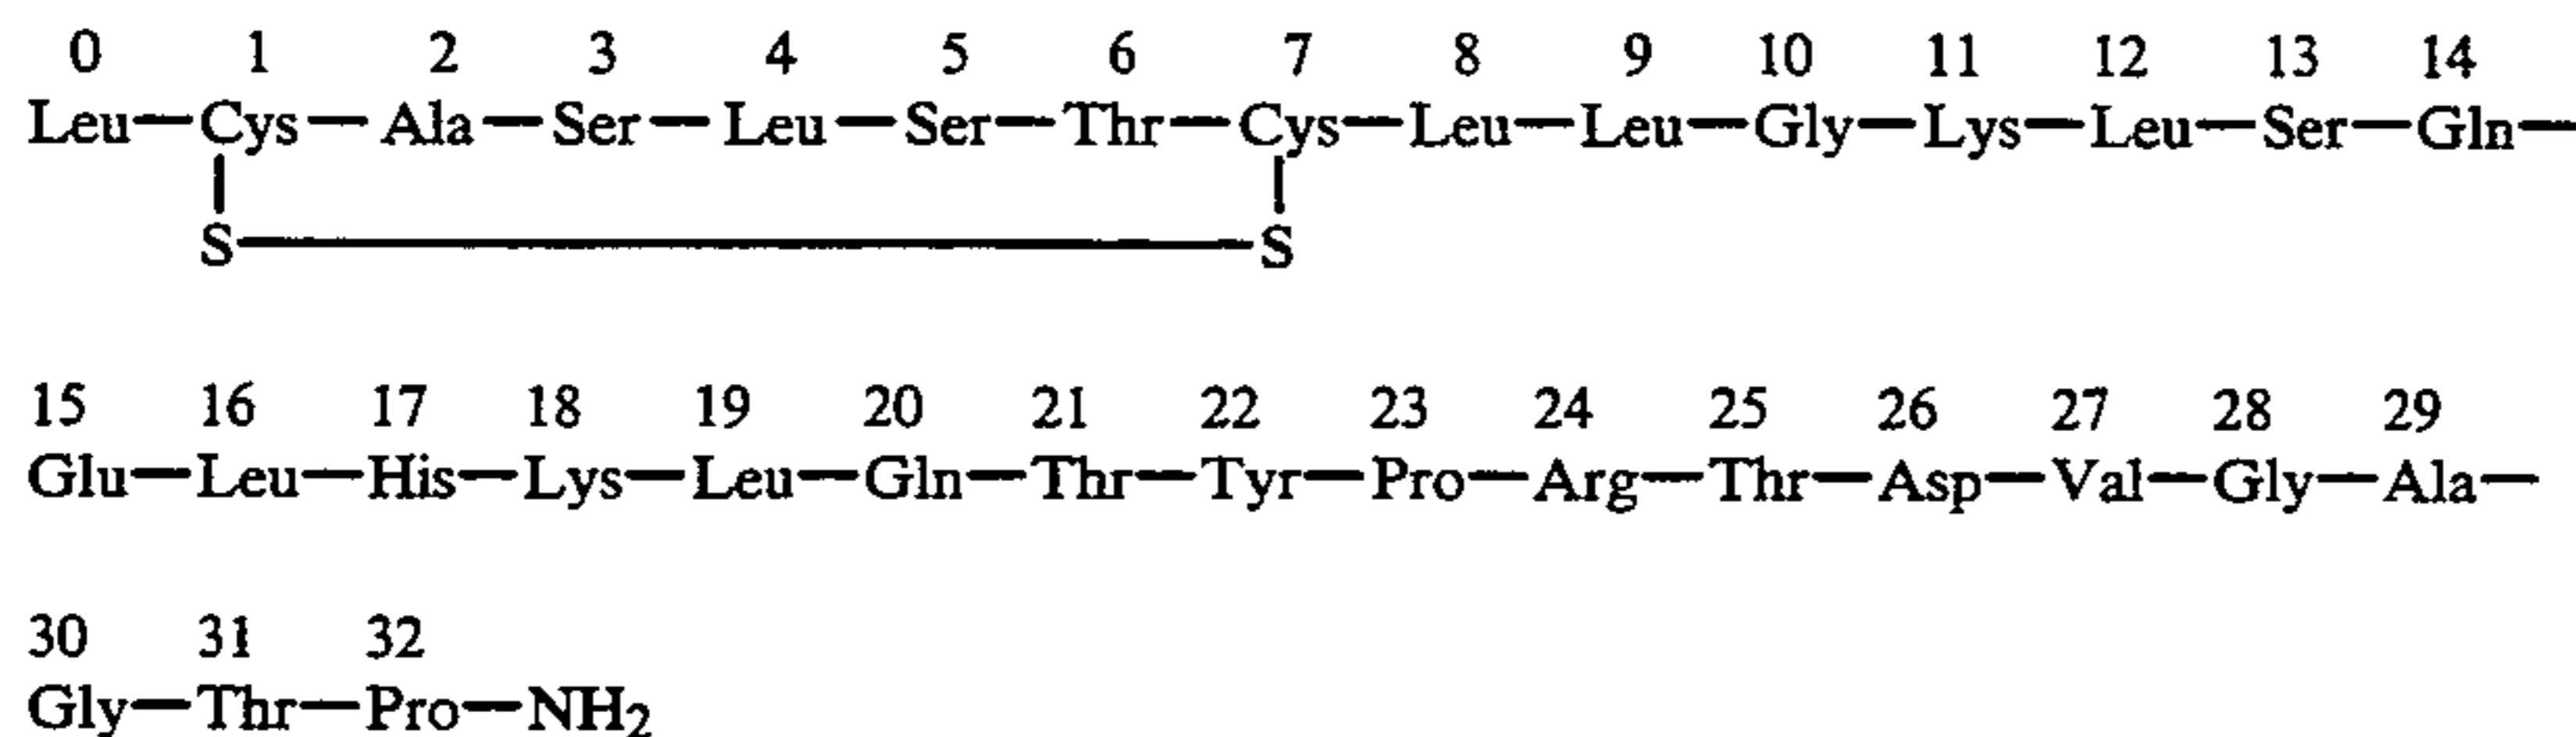 0 1 2 3 4 5 6 7 8 9 10 11 12 13 14
Leu—Cys—Ala—Ser—Leu—Ser—Thr—Cys—Leu—Leu—Gly—Lys—Leu—Ser—Gln—
S—S
15 16 17 18 19 20 21 22 23 24 25 26 27 28 29
Glu—Leu—His—Lys—Leu—Gln—Thr—Tyr—Pro—Arg—Thr—Asp—Val—Gly—Ala—
30 31 32
Gly—Thr—Pro—NH₂